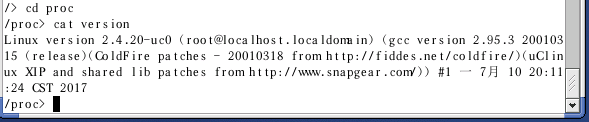 /> cd proc
/proc> cat version
Linux version 2.4.20-uc0 (root@localhost.localdomain) (gcc version 2.95.3 200103
15 (release)(ColdFire patches - 20010318 from http://fiddes.net/coldfire/)(uClin
ux XIP and shared lib patches from http://www.snapgear.com/)) #1 一 7月 10 20:11
:24 CST 2017
/proc>